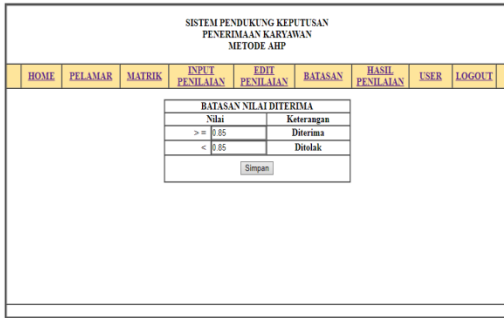 SISTEM PENDUKUNG KEPUTUSAN
PENERIMAAN KARYAWAN
METODE AHP
HOME PELAMAR MATRIK INPUT PENILAIAN EDIT PENILAIAN BATASAN HASIL PENILAIAN USER LOGOUT
BATASAN NILAI DITERIMA
Nilai Keterangan
>= 0.85 Diterima
< 0.85 Ditolak
Simpan